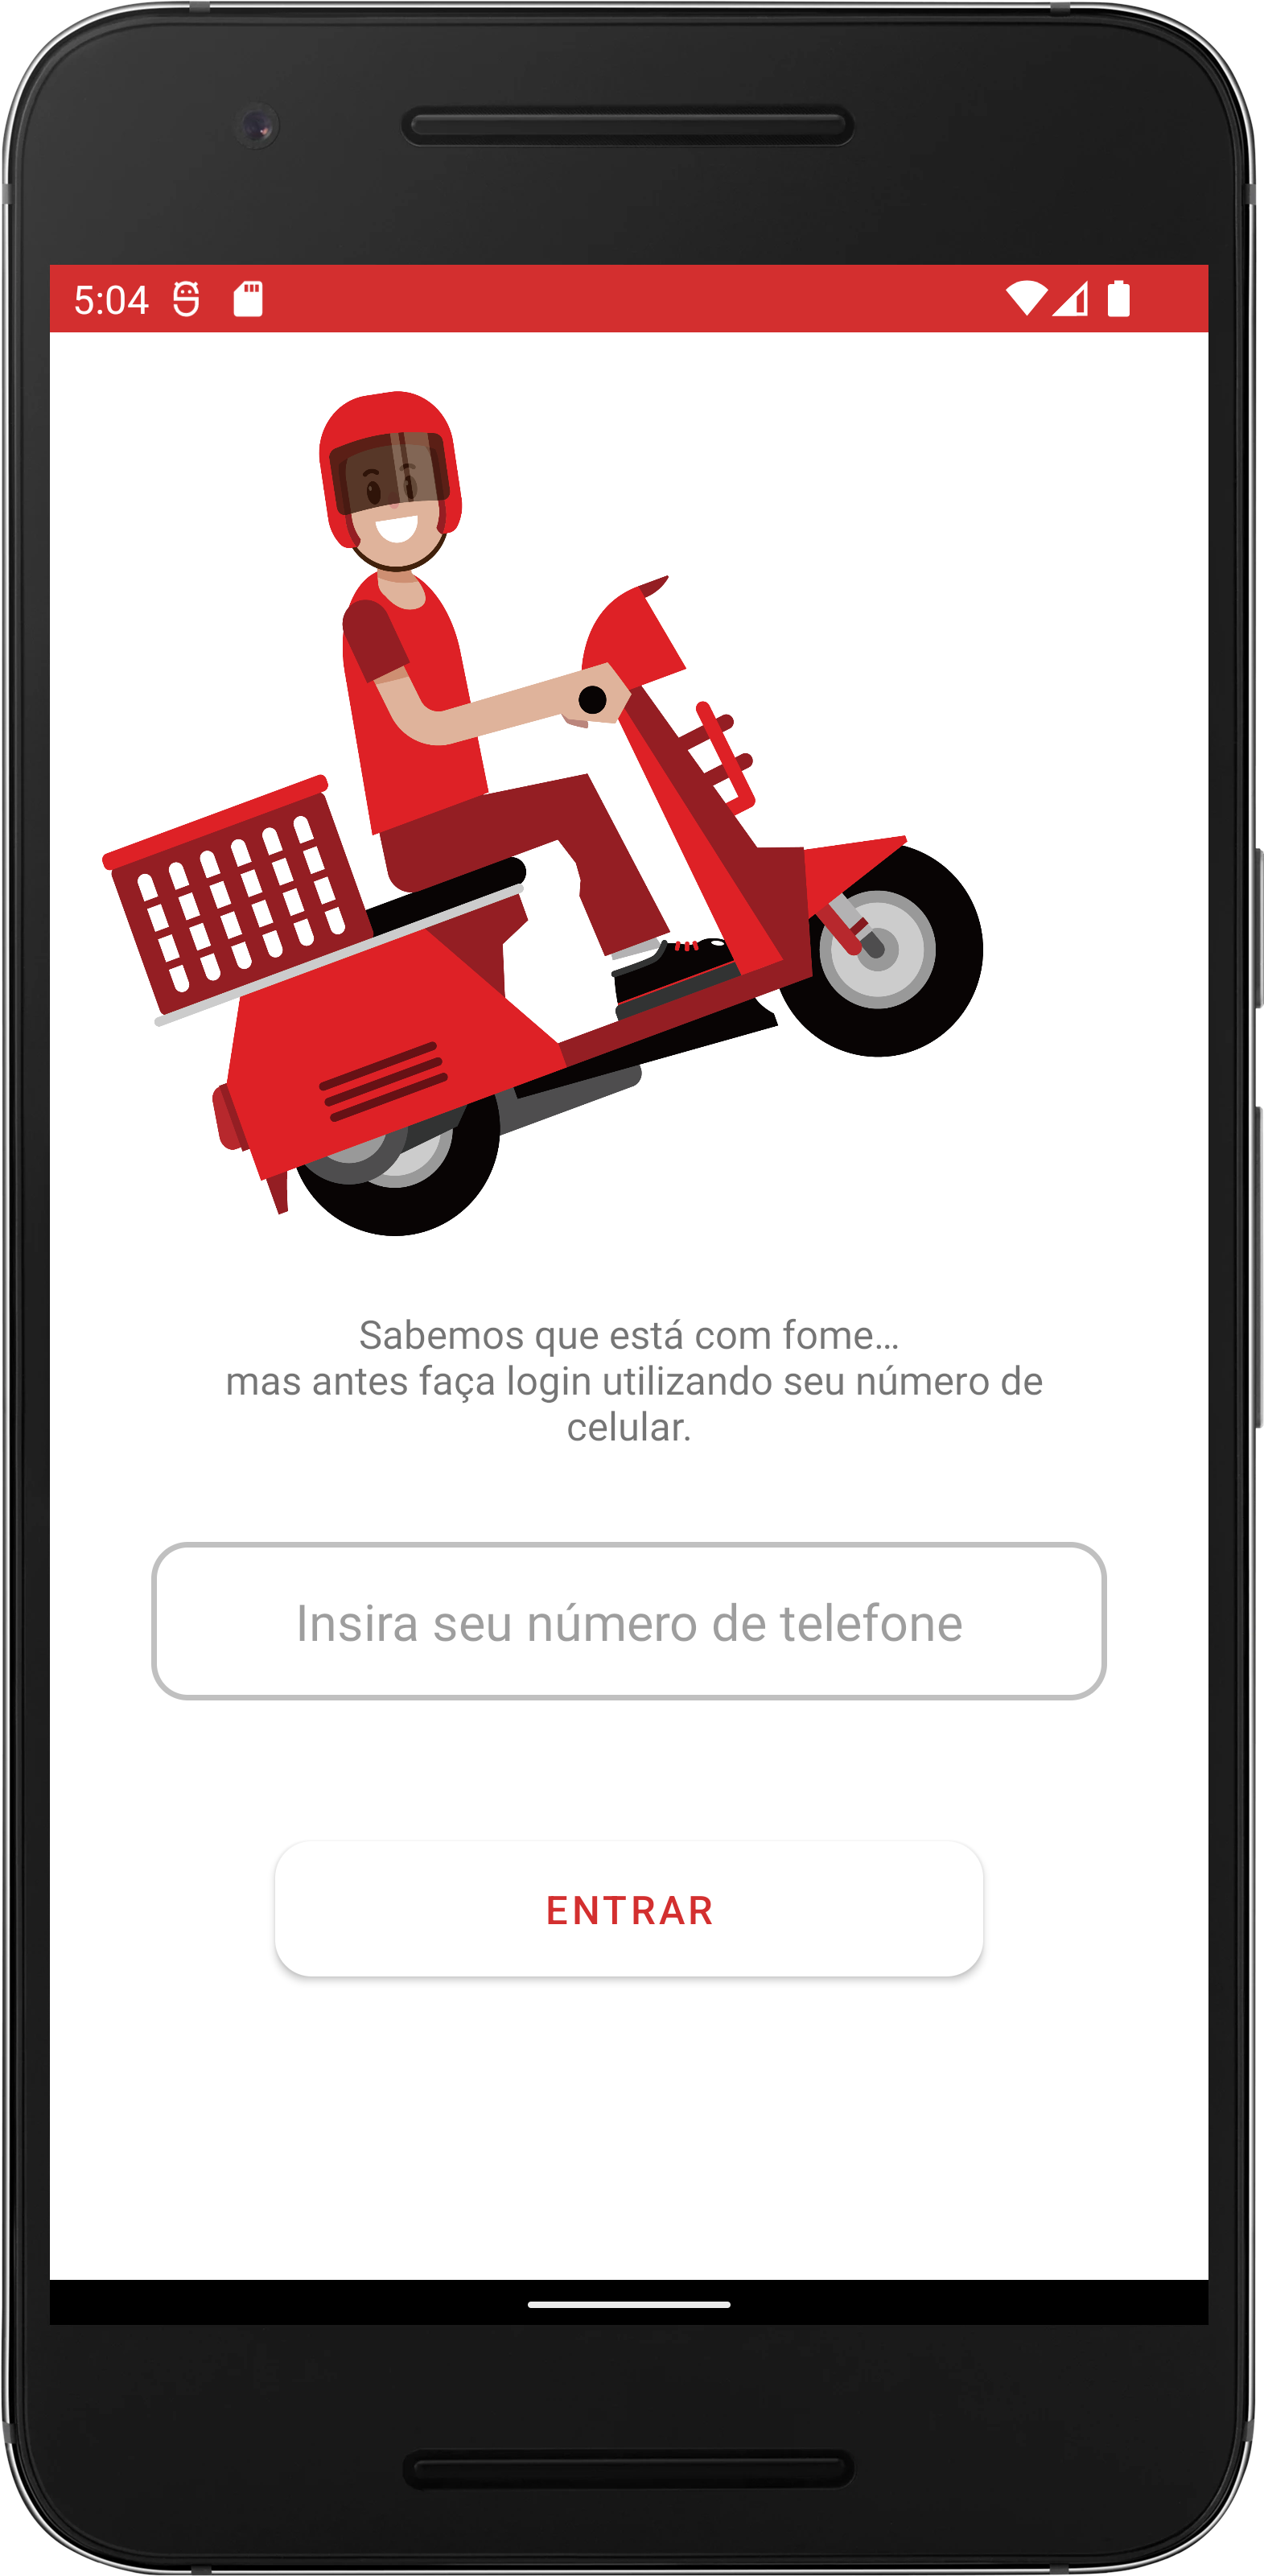 5:04
Sabemos que está com fome...
mas antes faça login utilizando seu número de
celular.
Insira seu número de telefone
ENTRAR